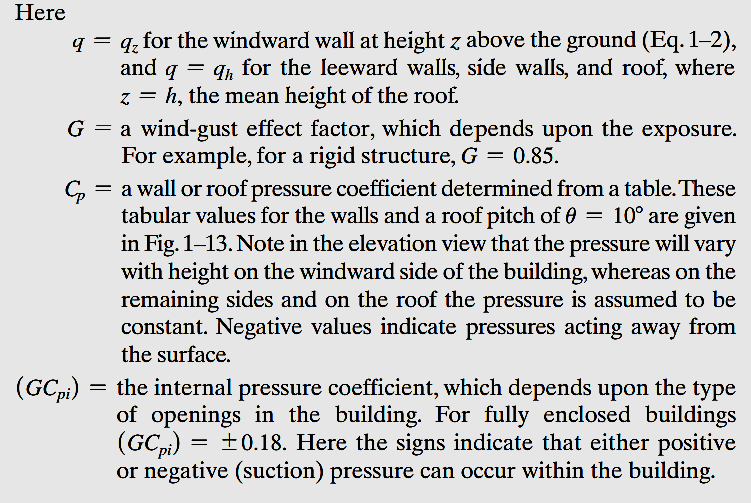 Here
q = q_z for the windward wall at height z above the ground (Eq. 1–2),
and q = q_h for the leeward walls, side walls, and roof, where
z = h, the mean height of the roof.
G = a wind-gust effect factor, which depends upon the exposure.
For example, for a rigid structure, G = 0.85.
C_p = a wall or roof pressure coefficient determined from a table. These
tabular values for the walls and a roof pitch of θ = 10° are given
in Fig. 1–13. Note in the elevation view that the pressure will vary
with height on the windward side of the building, whereas on the
remaining sides and on the roof the pressure is assumed to be
constant. Negative values indicate pressures acting away from
the surface.
(GC_pi) = the internal pressure coefficient, which depends upon the type
of openings in the building. For fully enclosed buildings
(GC_pi) = ±0.18. Here the signs indicate that either positive
or negative (suction) pressure can occur within the building.